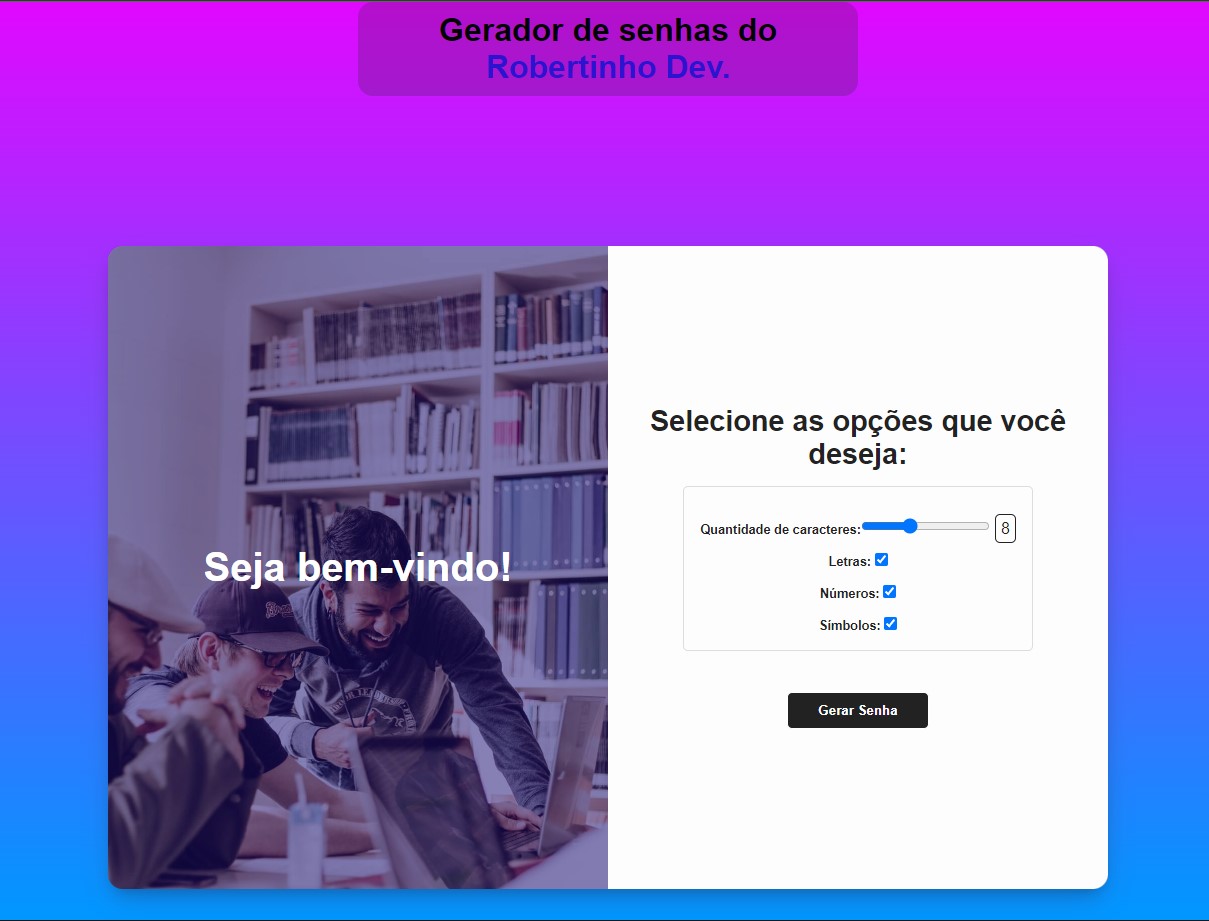 Gerador de senhas do
Robertinho Dev.
Seja bem-vindo!
Selecione as opções que você
deseja:
Quantidade de caracteres: 8
Letras:
Números:
Símbolos:
Gerar Senha